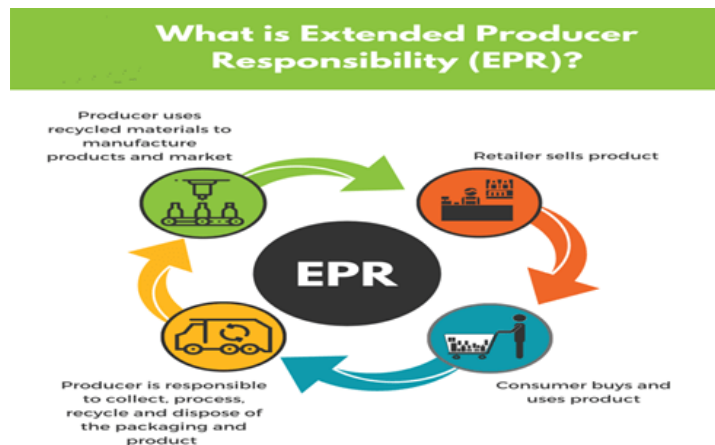 What is Extended Producer
Responsibility (EPR)?
Producer uses
recycled materials to
manufacture
products and market
Retailer sells product
EPR
Producer is responsible
to collect, process,
recycle and dispose of
the packaging and
product
Consumer buys and
uses product